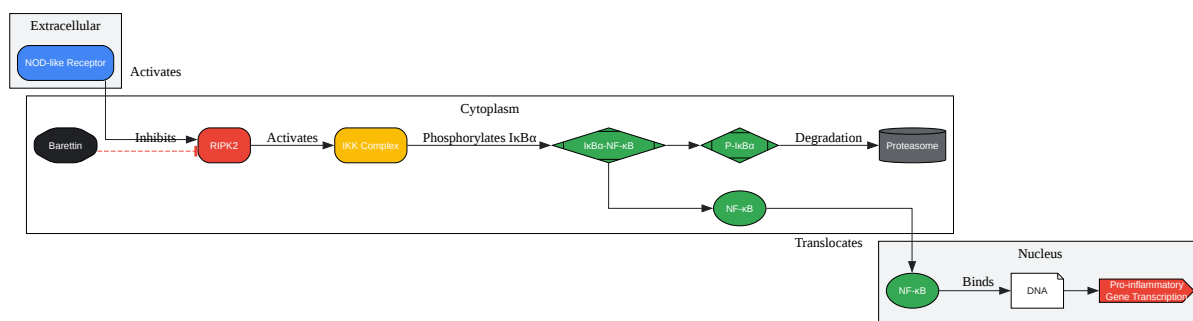 Extracellular
NOD-like Receptor
Activates
Cytoplasm
Barettin
Inhibits
RIPK2
Activates
IKK Complex
Phosphorylates IκBα
IκBα-NF-κB
P-IκBα
Degradation
Proteasome
NF-κB
Translocates
Nucleus
NF-κB
Binds
DNA
Pro-inflammatory
Gene Transcription